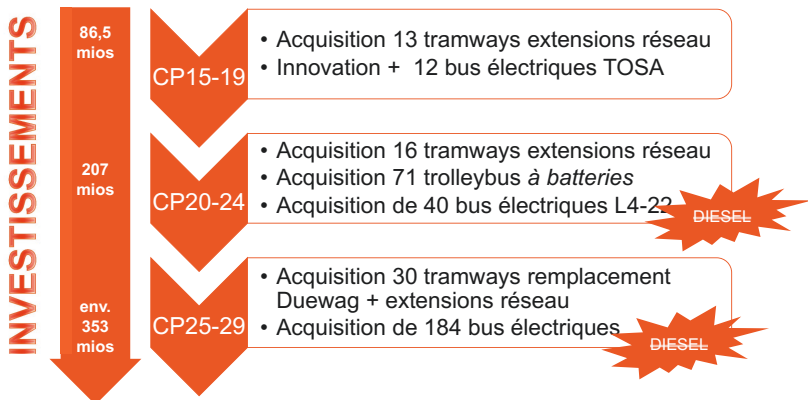 INVESTISSEMENTS
86,5
mios
CP15-19
• Acquisition 13 tramways extensions réseau
• Innovation + 12 bus électriques TOSA
207
mios
CP20-24
• Acquisition 16 tramways extensions réseau
• Acquisition 71 trolleybus à batteries
• Acquisition de 40 bus électriques L4-22
DIESEL
env.
353
mios
CP25-29
• Acquisition 30 tramways remplacement
Duewag + extensions réseau
• Acquisition de 184 bus électriques
DIESEL